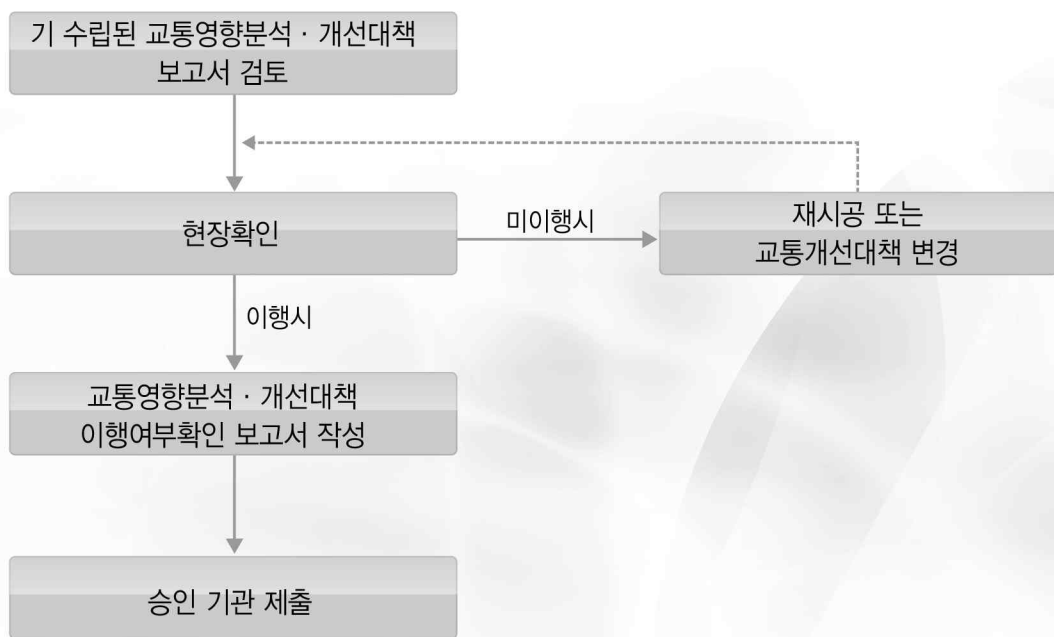 기 수립된 교통영향분석 · 개선대책
보고서 검토
현장확인
미이행시
재시공 또는
교통개선대책 변경
이행시
교통영향분석 · 개선대책
이행여부확인 보고서 작성
승인 기관 제출